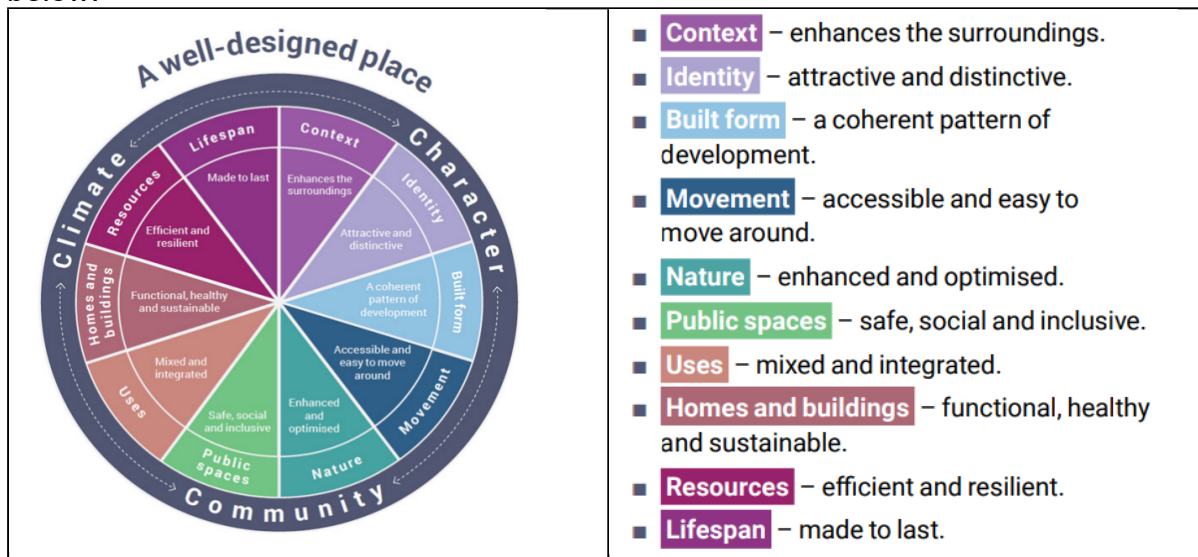 A well-designed place
Climate
Character
Community
Lifespan
Made to last
Context
Enhances the
surroundings
Identity
Attractive and
distinctive
Built form
A coherent
pattern of
development
Movement
Accessible and
easy to move
around
Nature
Enhanced
and
optimised
Public
spaces
Safe, social
and inclusive
Uses
Mixed and
integrated
Homes and
buildings
Functional, healthy
and sustainable
Resources
Efficient and
resilient
Context – enhances the surroundings.
Identity – attractive and distinctive.
Built form – a coherent pattern of
development.
Movement – accessible and easy to
move around.
Nature – enhanced and optimised.
Public spaces – safe, social and inclusive.
Uses – mixed and integrated.
Homes and buildings – functional, healthy
and sustainable.
Resources – efficient and resilient.
Lifespan – made to last.